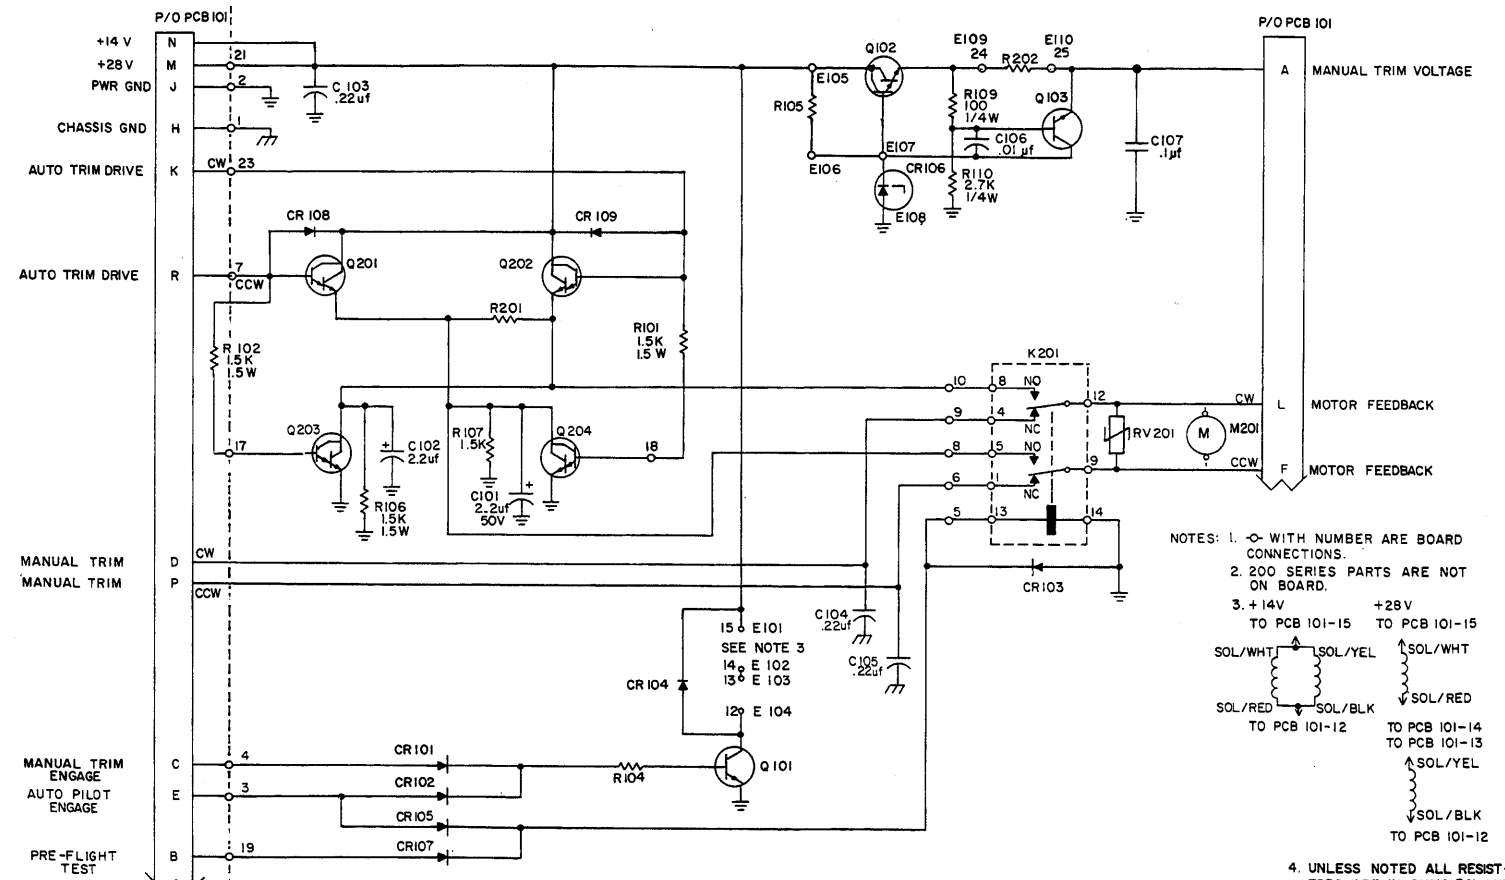 P/O PCB 101
+14 V N
+28 V M 21
PWR GND J 2
CHASSIS GND H 1
AUTO TRIM DRIVE K CW 23
AUTO TRIM DRIVE R 7
CCW
C 103
.22uf
CR 108
CR 109
Q201
Q202
R201
R 102
1.5K
1.5W
R101
1.5K
1.5 W
17
Q203
C102
2.2uf
R106
1.5K
1.5W
R107
1.5K
C101
2.2uf
50V
Q204
18
MANUAL TRIM D CW
MANUAL TRIM P
CCW
E105
R105
E106
Q102
E107
CR106
E108
E109
24
R202
E110
25
R109
100
1/4W
Q103
C106
.01 uf
R110
2.7K
1/4W
C107
.1uf
P/O PCB 101
A MANUAL TRIM VOLTAGE
K201
10 8 NO 12
9 4
NC
8 5 NO
6 1 9
NC
5 13 14
CR103
RV201
M
M201
CW L MOTOR FEEDBACK
CCW F MOTOR FEEDBACK
C104
.22uf
C105
.22uf
15 E101
SEE NOTE 3
14 E 102
13 E 103
12 E 104
CR 104
Q101
R104
MANUAL TRIM C 4
ENGAGE
CR101
AUTO PILOT E 3
ENGAGE
CR102
CR105
PRE-FLIGHT B 19
TEST
CR107
NOTES: 1. -O- WITH NUMBER ARE BOARD
CONNECTIONS.
2. 200 SERIES PARTS ARE NOT
ON BOARD.
3. + 14V +28 V
TO PCB 101-15 TO PCB 101-15
SOL/WHT SOL/YEL SOL/WHT
SOL/RED SOL/BLK SOL/RED
TO PCB 101-12 TO PCB 101-14
TO PCB 101-13
SOL/YEL
SOL/BLK
TO PCB 101-12
4. UNLESS NOTED ALL RESIST-